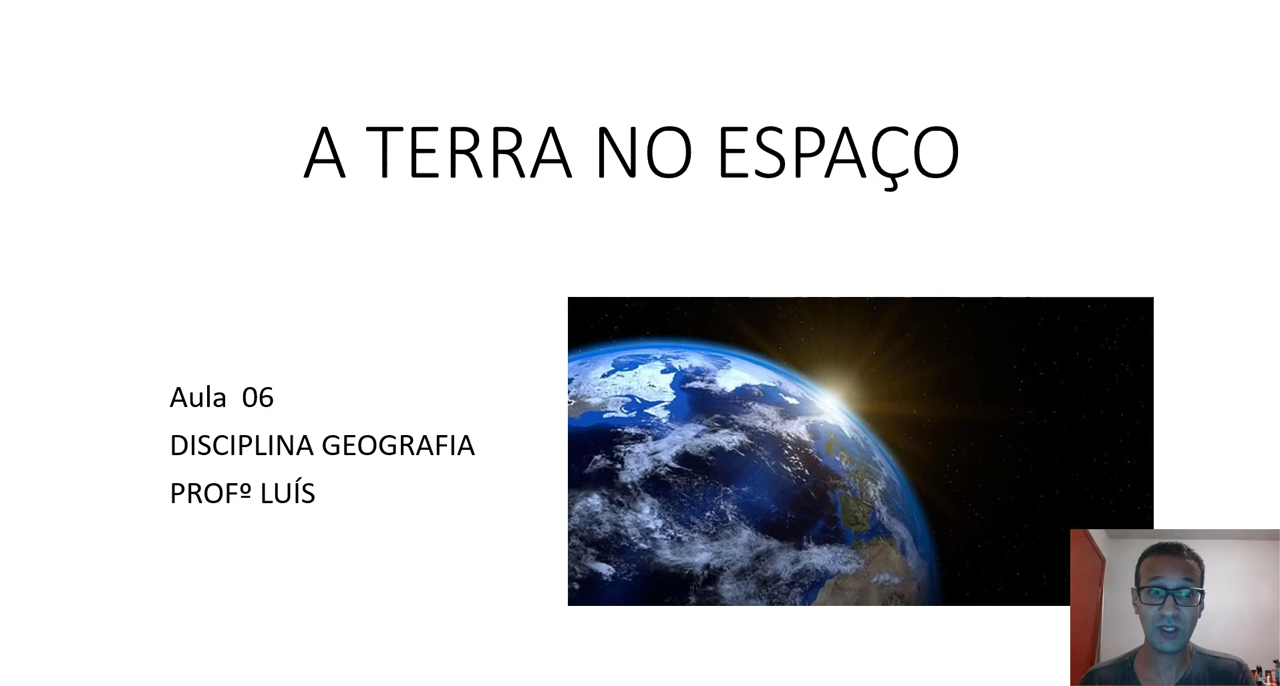 A TERRA NO ESPAÇO
Aula 06
DISCIPLINA GEOGRAFIA
PROFº LUÍS